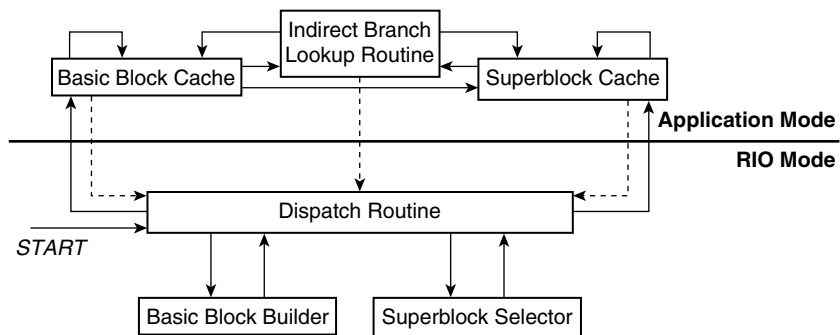 Indirect Branch
Lookup Routine
Basic Block Cache
Superblock Cache
Application Mode
RIO Mode
Dispatch Routine
START
Basic Block Builder
Superblock Selector